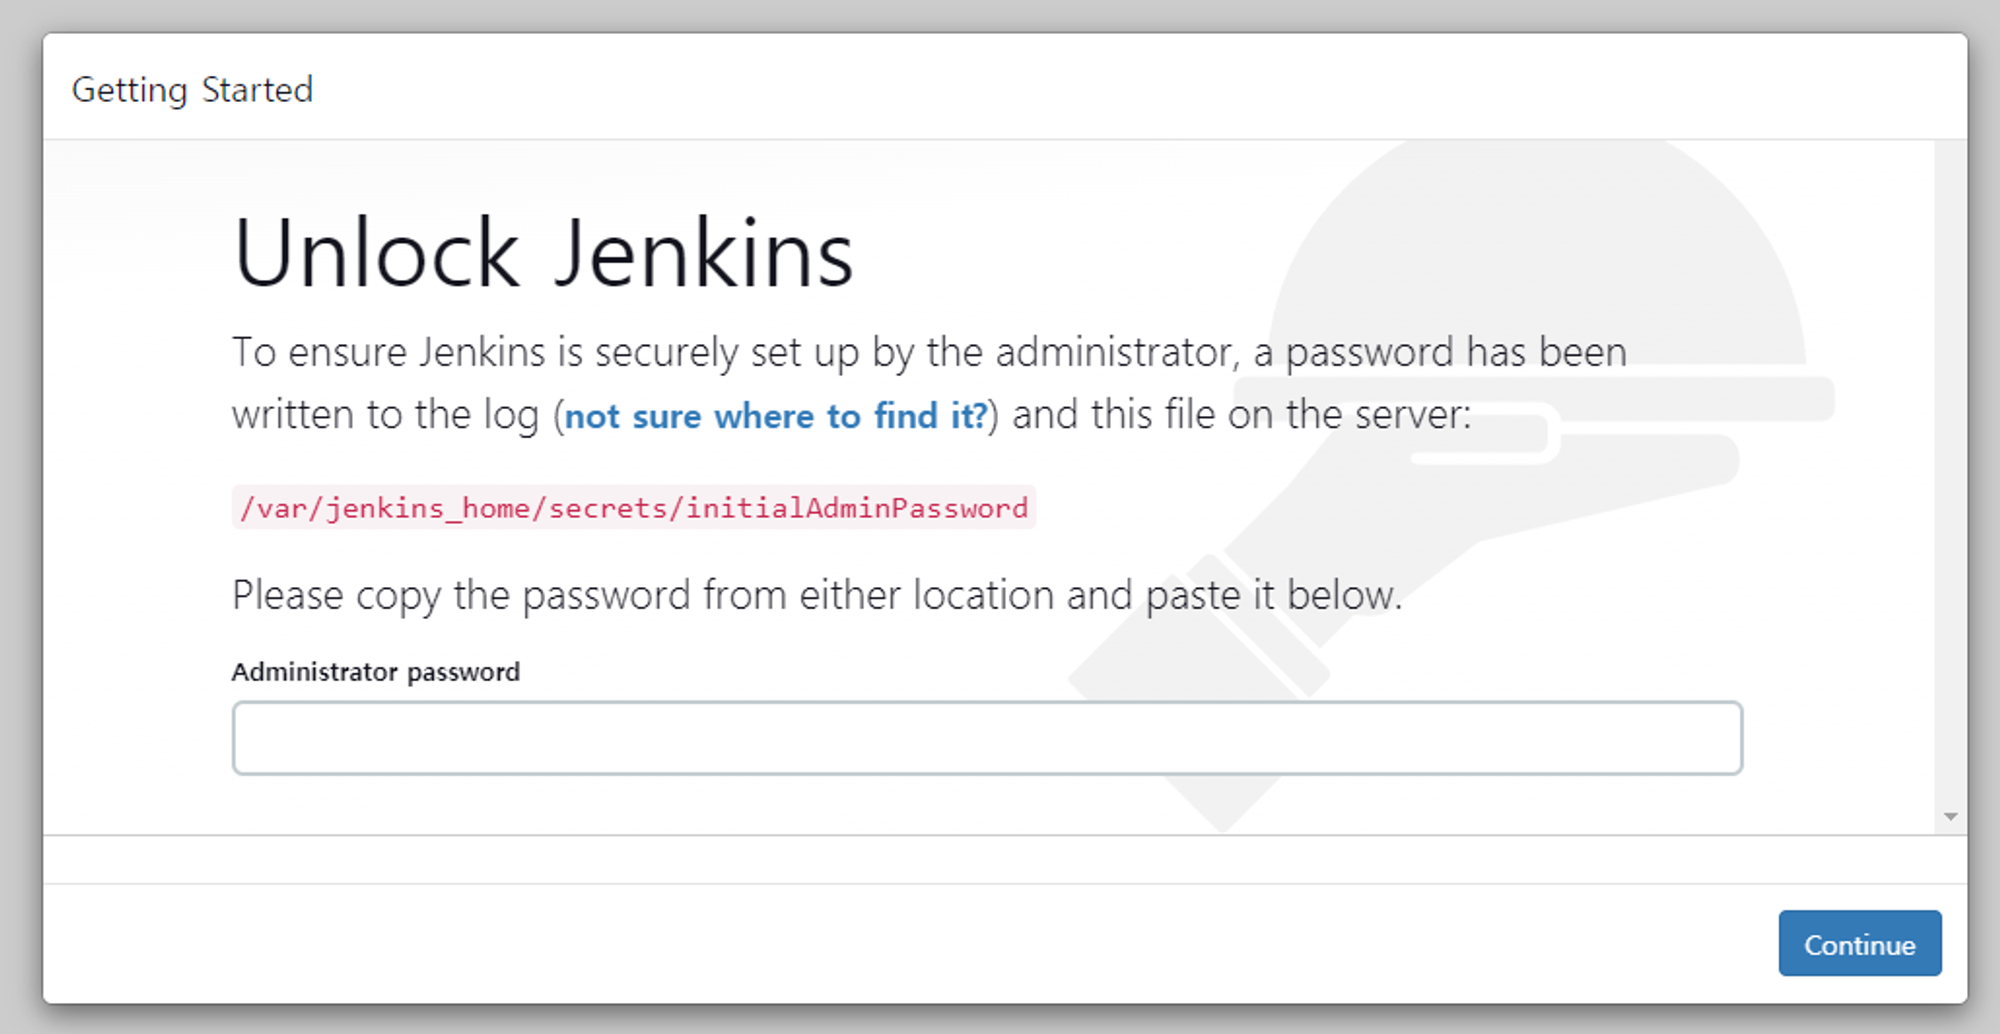 Getting Started
Unlock Jenkins
To ensure Jenkins is securely set up by the administrator, a password has been
written to the log (not sure where to find it?) and this file on the server:
/var/jenkins_home/secrets/initialAdminPassword
Please copy the password from either location and paste it below.
Administrator password
Continue